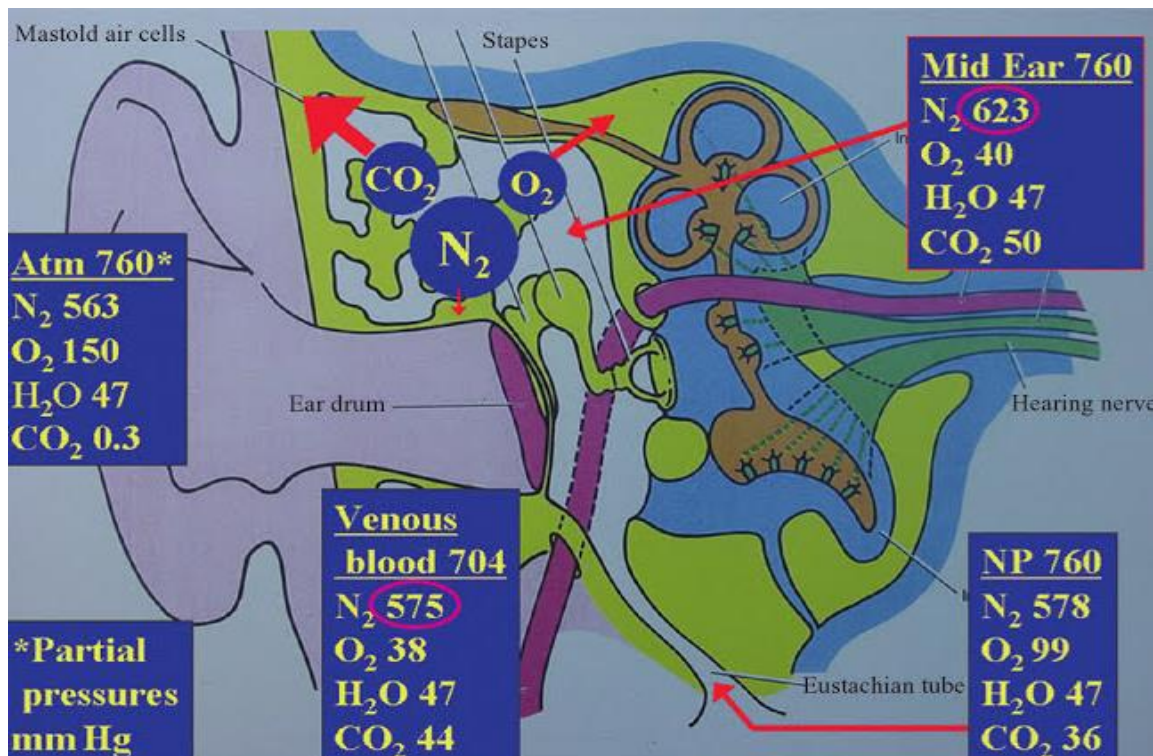 Mastold air cells
Stapes
Mid Ear 760
N₂ 623
O₂ 40
H₂O 47
CO₂ 50
In
CO₂
O₂
N₂
Atm 760*
N₂ 563
O₂ 150
H₂O 47
CO₂ 0.3
Ear drum
Hearing nerve
Venous
blood 704
N₂ 575
O₂ 38
H₂O 47
CO₂ 44
NP 760
N₂ 578
O₂ 99
H₂O 47
CO₂ 36
*Partial
pressures
mm Hg
Eustachian tube